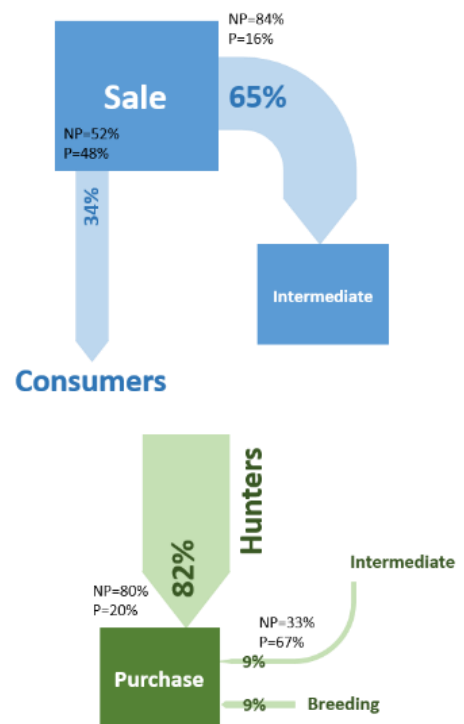 NP=84%
P=16%
Sale
65%
NP=52%
P=48%
34%
Intermediate
Consumers
Hunters
82%
Intermediate
NP=80%
P=20%
NP=33%
P=67%
9%
Purchase
9%
Breeding